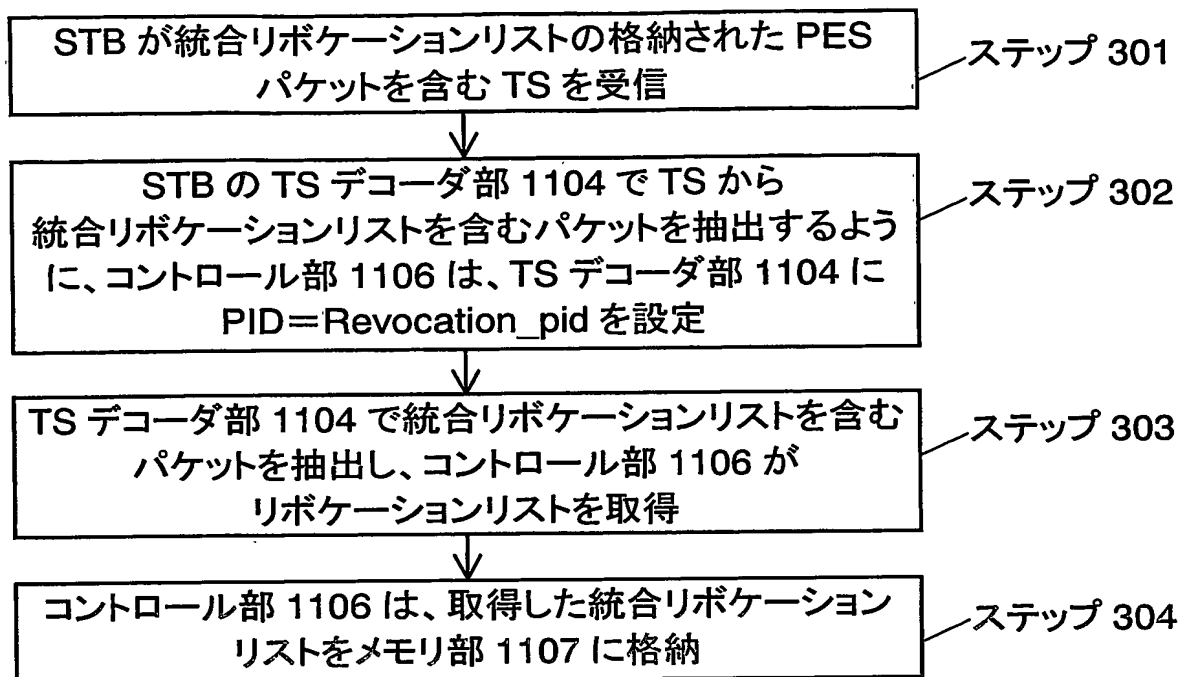 STB が統合リボケーションリストの格納された PES
パケットを含む TS を受信
ステップ 301
STB の TS デコーダ部 1104 で TS から
統合リボケーションリストを含むパケットを抽出するよう
に、コントロール部 1106 は、TS デコーダ部 1104 に
PID=Revocation_pid を設定
ステップ 302
TS デコーダ部 1104 で統合リボケーションリストを含む
パケットを抽出し、コントロール部 1106 が
リボケーションリストを取得
ステップ 303
コントロール部 1106 は、取得した統合リボケーション
リストをメモリ部 1107 に格納
ステップ 304